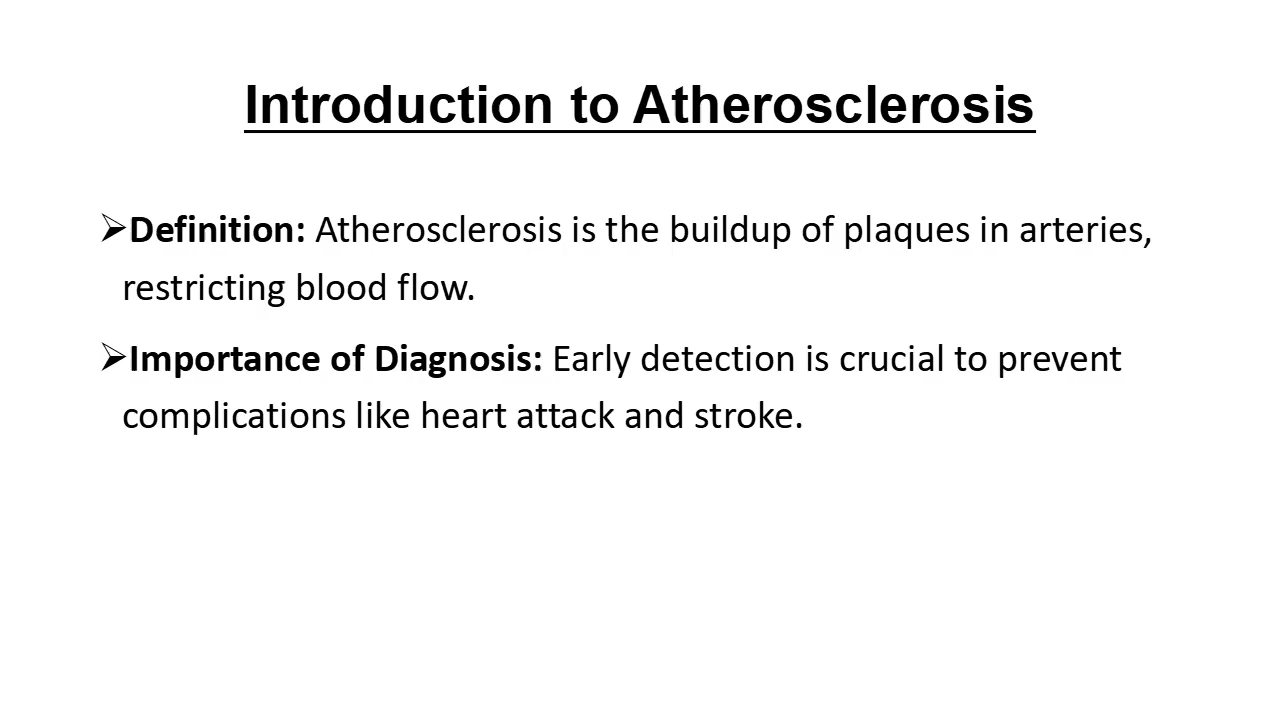 Introduction to Atherosclerosis
➢Definition: Atherosclerosis is the buildup of plaques in arteries,
restricting blood flow.
➢Importance of Diagnosis: Early detection is crucial to prevent
complications like heart attack and stroke.